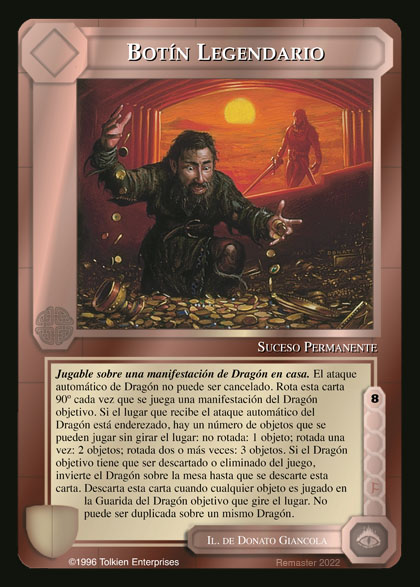 Botín Legendario
Suceso Permanente
Jugable sobre una manifestación de Dragón en casa. El ataque
automático de Dragón no puede ser cancelado. Rota esta carta
90º cada vez que se juega una manifestación del Dragón
objetivo. Si el lugar que recibe el ataque automático del
Dragón está enderezado, hay un número de objetos que se
pueden jugar sin girar el lugar: no rotada: 1 objeto; rotada una
vez: 2 objetos; rotada dos o más veces: 3 objetos. Si el Dragón
objetivo tiene que ser descartado o eliminado del juego,
invierte el Dragón sobre la mesa hasta que se descarte esta
carta. Descarta esta carta cuando cualquier objeto es jugado en
la Guarida del Dragón objetivo que gire el lugar. No
puede ser duplicada sobre un mismo Dragón.
8
Il. de Donato Giancola
©1996 Tolkien Enterprises
Remaster 2022